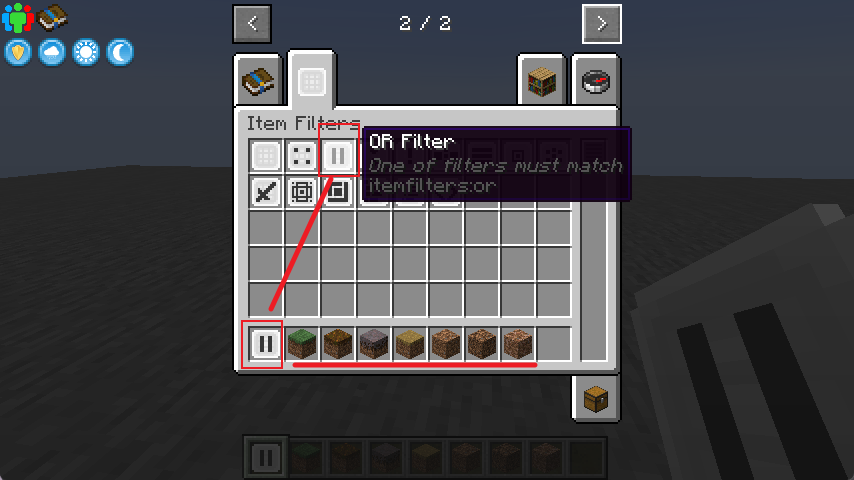 2 / 2
Item Filters
OR Filter
One of filters must match
itemfilters:or